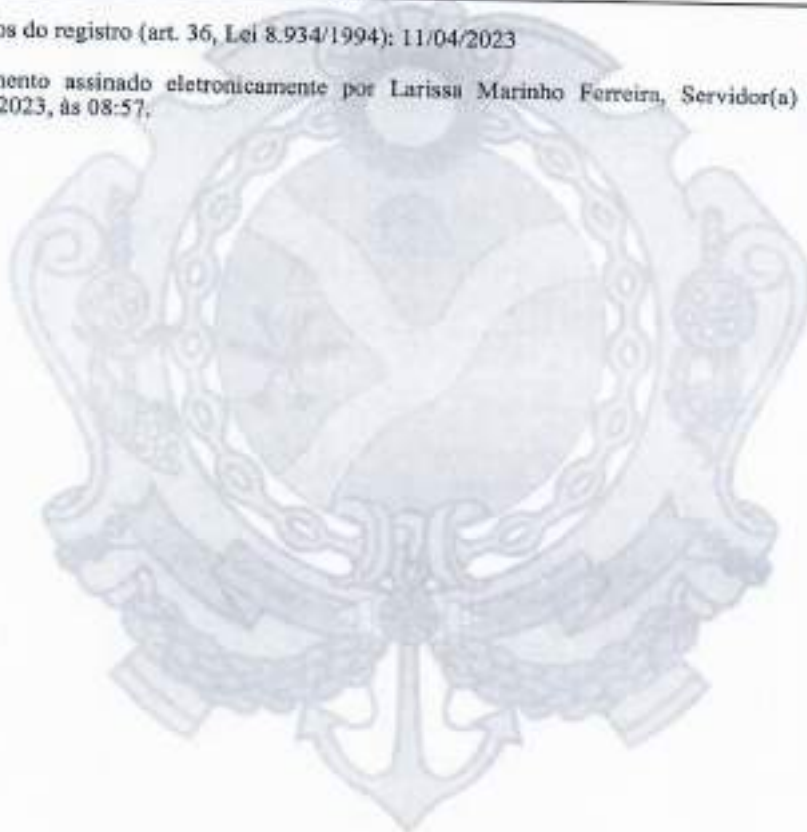 os do registro (art. 36, Lei 8.934/1994): 11/04/2023
mento assinado eletronicamente por Larissa Marinho Ferreira, Servidor(a)
2023, às 08:57.